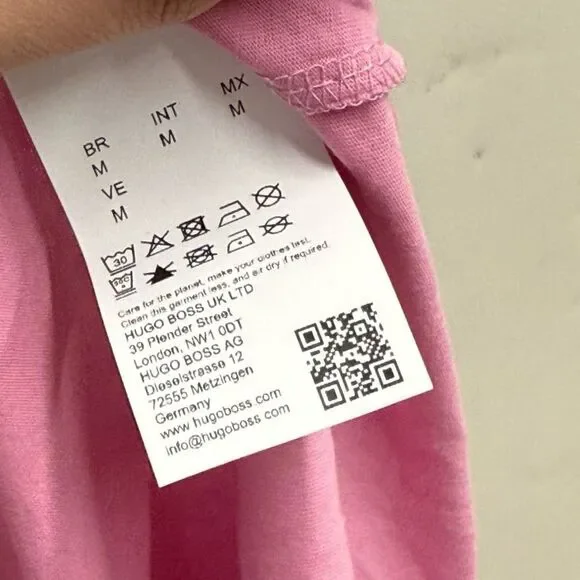 BR
M
INT
M
MX
M
VE
M
30
Care for the planet, make your clothes last.
Clean this garment less, and air dry if required.
HUGO BOSS UK LTD
39 Plender Street
London, NW1 0DT
HUGO BOSS AG
Dieselstrasse 12
72555 Metzingen
Germany
www.hugoboss.com
info@hugoboss.com